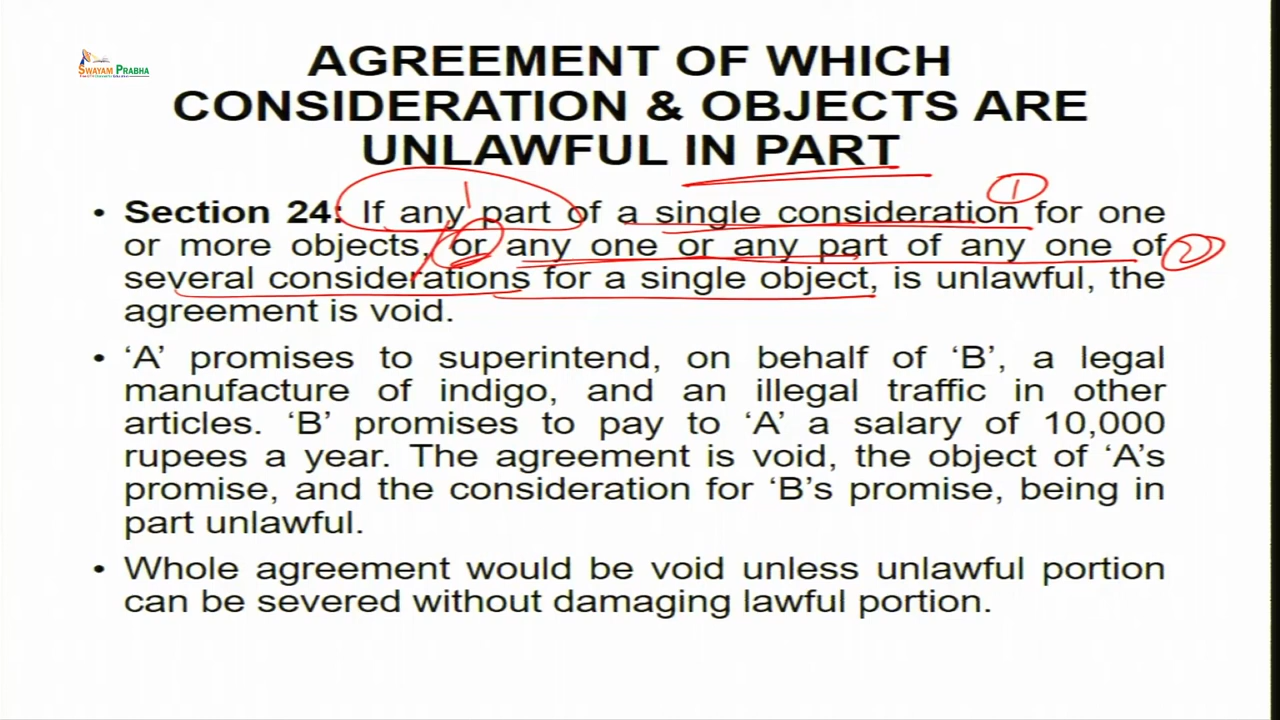 SWAYAM PRABHA
AGREEMENT OF WHICH
CONSIDERATION & OBJECTS ARE
UNLAWFUL IN PART
• Section 24: If any part of a single consideration for one
or more objects, or any one or any part of any one of
several considerations for a single object, is unlawful, the
agreement is void.
• ‘A’ promises to superintend, on behalf of ‘B’, a legal
manufacture of indigo, and an illegal traffic in other
articles. ‘B’ promises to pay to ‘A’ a salary of 10,000
rupees a year. The agreement is void, the object of ‘A’s
promise, and the consideration for ‘B’s promise, being in
part unlawful.
• Whole agreement would be void unless unlawful portion
can be severed without damaging lawful portion.
1
2